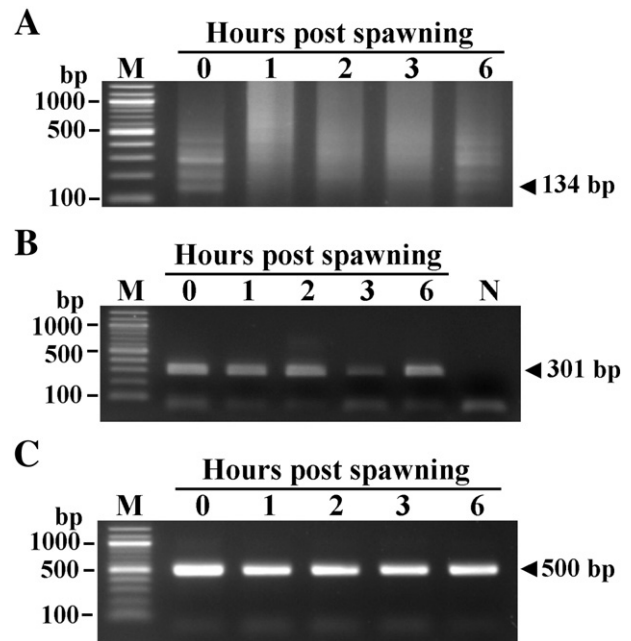 A
Hours post spawning
bp M 0 1 2 3 6
1000
500
100
134 bp
B
Hours post spawning
bp M 0 1 2 3 6 N
1000
500
100
301 bp
C
Hours post spawning
bp M 0 1 2 3 6
1000
500
100
500 bp